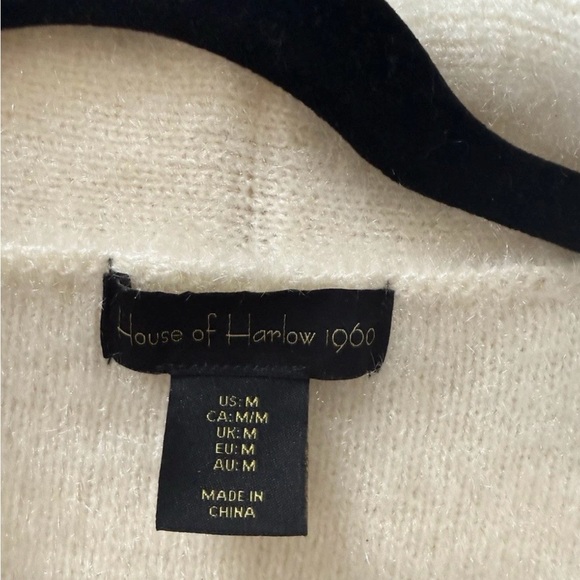 House of Harlow 1960
US: M
CA: M/M
UK: M
EU: M
AU: M
MADE IN
CHINA